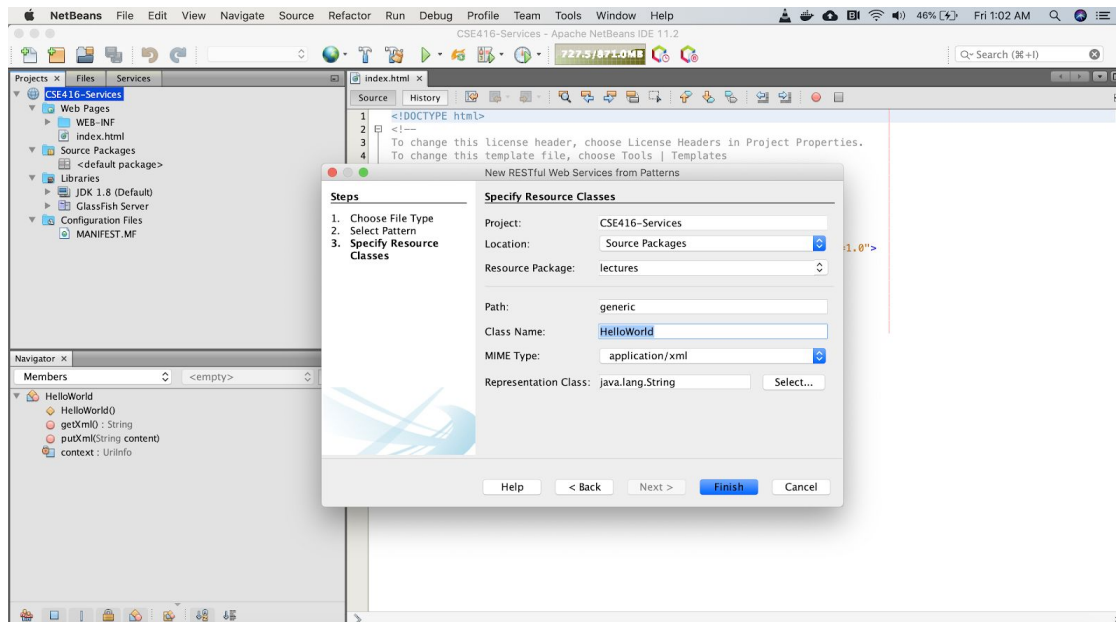 NetBeans File Edit View Navigate Source Refactor Run Debug Profile Team Tools Window Help 46% Fri 1:02 AM
CSE416-Services - Apache NetBeans IDE 11.2
727.5/871.0MB
Search (⌘+I)
Projects Files Services
index.html
CSE416-Services
Web Pages
WEB-INF
index.html
Source Packages
<default package>
Libraries
JDK 1.8 (Default)
GlassFish Server
Configuration Files
MANIFEST.MF
Source History
1 <!DOCTYPE html>
2 <!--
3 To change this license header, choose License Headers in Project Properties.
4 To change this template file, choose Tools | Templates
=1.0">
New RESTful Web Services from Patterns
Steps
1. Choose File Type
2. Select Pattern
3. Specify Resource
Classes
Specify Resource Classes
Project: CSE416-Services
Location: Source Packages
Resource Package: lectures
Path: generic
Class Name: HelloWorld
MIME Type: application/xml
Representation Class: java.lang.String Select...
Help < Back Next > Finish Cancel
Navigator
Members <empty>
HelloWorld
HelloWorld()
getXml() : String
putXml(String content)
context : UriInfo